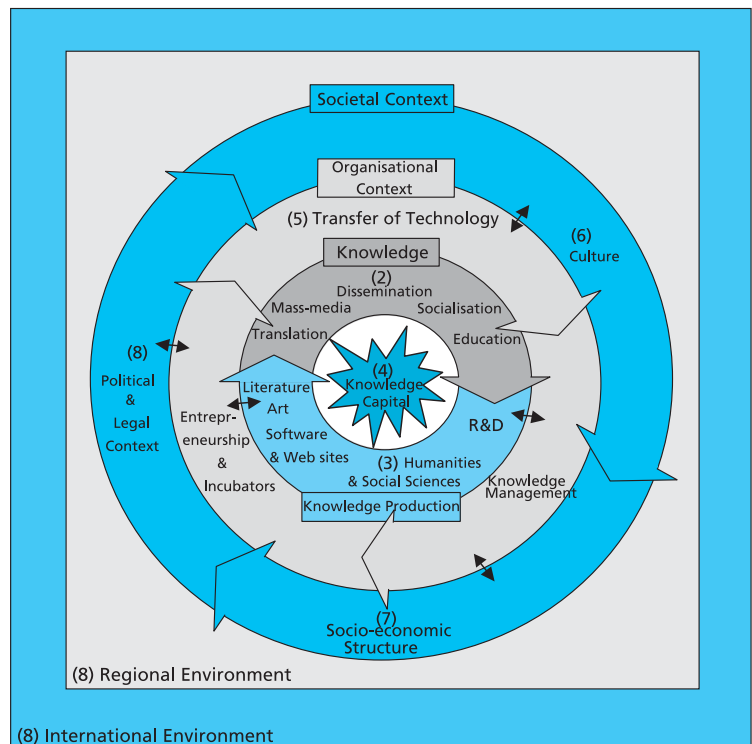 Societal Context
Organisational
Context
(5) Transfer of Technology
(6)
Culture
Knowledge
(2)
Dissemination
Mass-media
Socialisation
Translation
Education
(8)
Political
&
Legal
Context
(4)
Knowledge
Capital
Literature
Art
Software
& Web sites
R&D
(3) Humanities
& Social Sciences
Entrepr-
eneurship
&
Incubators
Knowledge
Management
Knowledge Production
(7)
Socio-economic
Structure
(8) Regional Environment
(8) International Environment